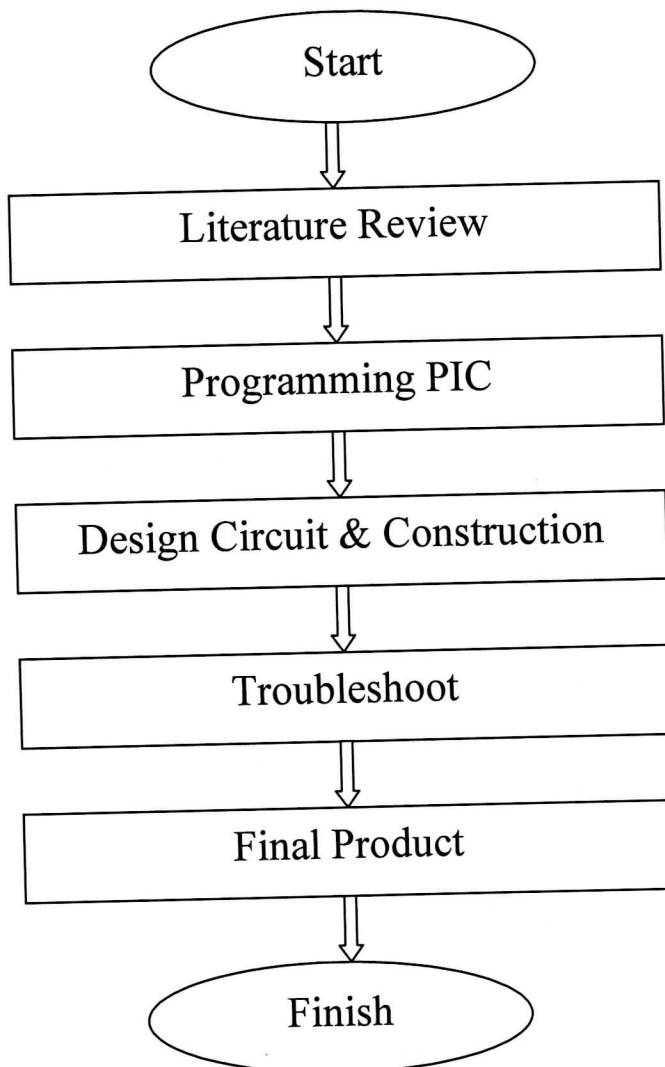 Start
Literature Review
Programming PIC
Design Circuit & Construction
Troubleshoot
Final Product
Finish